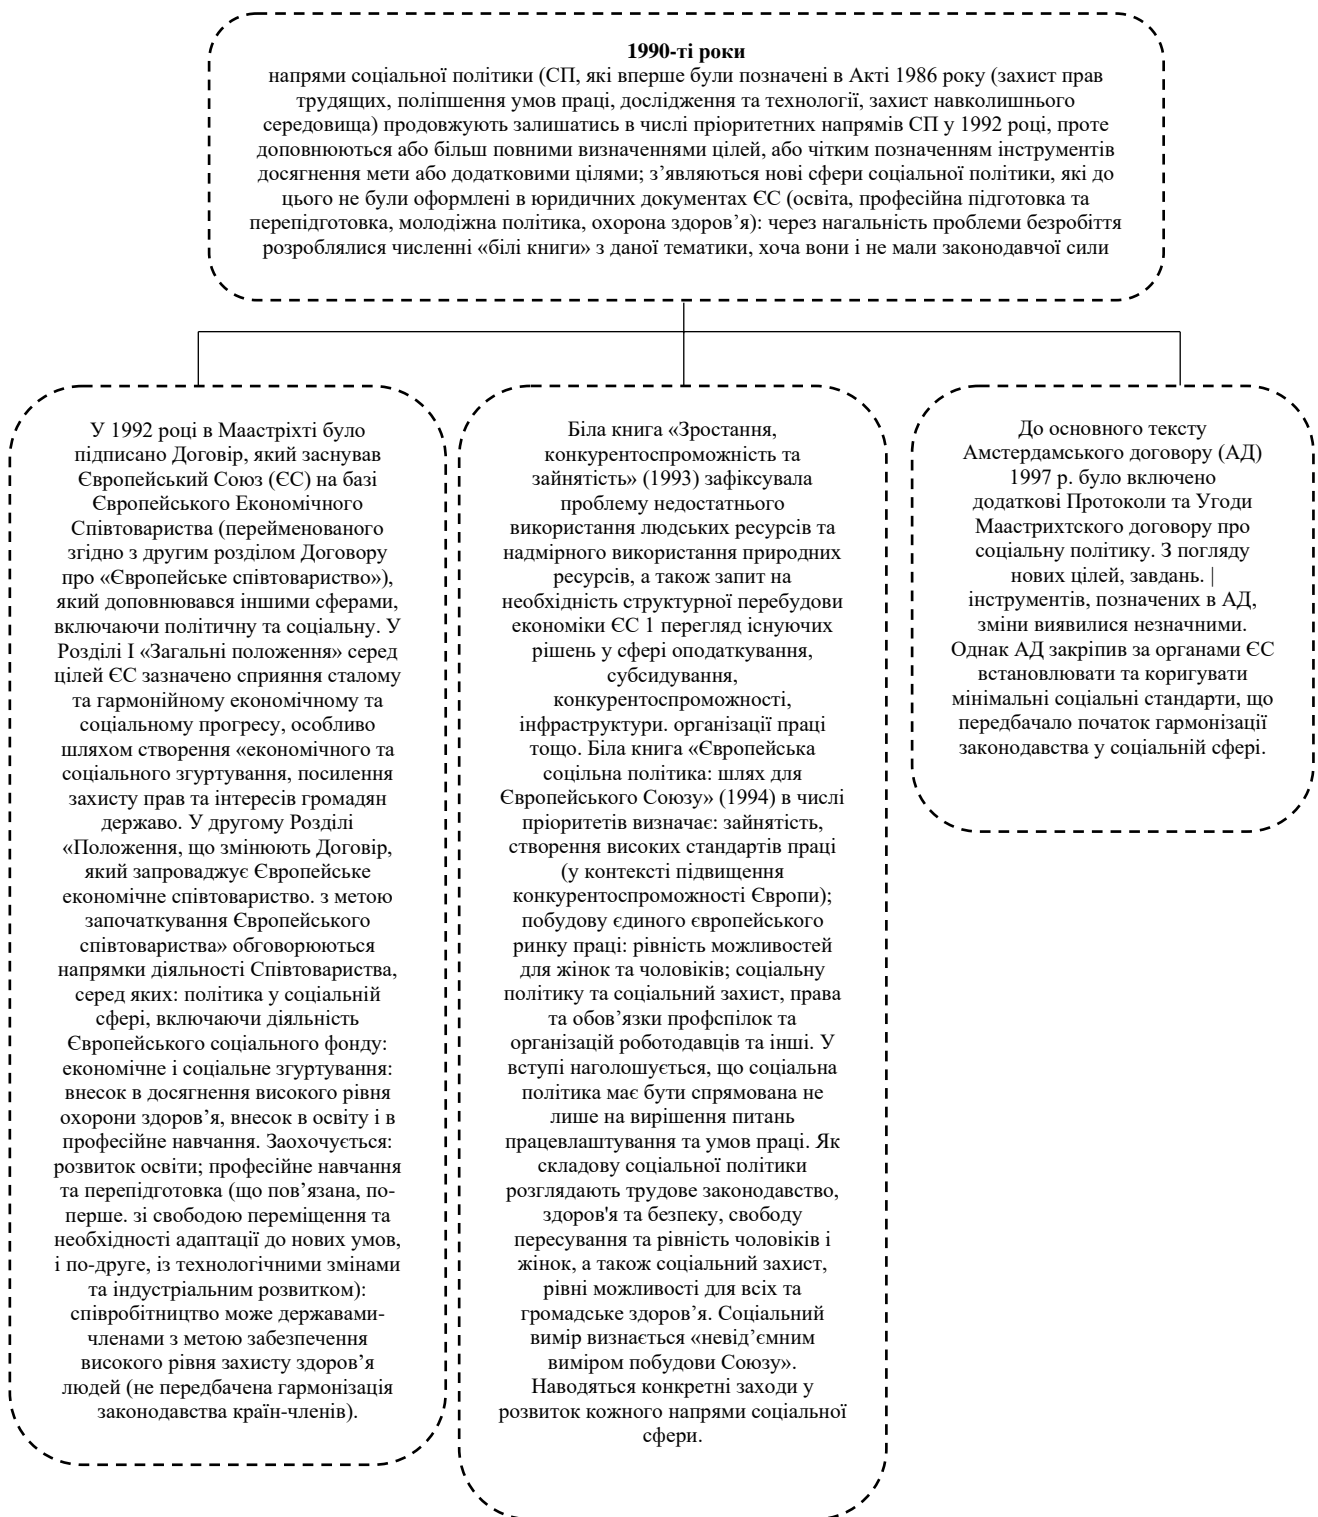 1990-ті роки
напрями соціальної політики (СП, які вперше були позначені в Акті 1986 року (захист прав
трудящих, поліпшення умов праці, дослідження та технології, захист навколишнього
середовища) продовжують залишатись в числі пріоритетних напрямів СП у 1992 році, проте
доповнюються або більш повними визначеннями цілей, або чітким позначенням інструментів
досягнення мети або додатковими цілями; з’являються нові сфери соціальної політики, які до
цього не були оформлені в юридичних документах ЄС (освіта, професійна підготовка та
перепідготовка, молодіжна політика, охорона здоров’я): через нагальність проблеми безробіття
розроблялися численні «білі книги» з даної тематики, хоча вони і не мали законодавчої сили
У 1992 році в Маастріхті було
підписано Договір, який заснував
Європейський Союз (ЄС) на базі
Європейського Економічного
Співтовариства (перейменованого
згідно з другим розділом Договору
про «Європейське співтовариство»),
який доповнювався іншими сферами,
включаючи політичну та соціальну. У
Розділі I «Загальні положення» серед
цілей ЄС зазначено сприяння сталому
та гармонійному економічному та
соціальному прогресу, особливо
шляхом створення «економічного та
соціального згуртування, посилення
захисту прав та інтересів громадян
державо. У другому Розділі
«Положення, що змінюють Договір,
який запроваджує Європейське
економічне співтовариство. з метою
започаткування Європейського
співтовариства» обговорюються
напрямки діяльності Співтовариства,
серед яких: політика у соціальній
сфері, включаючи діяльність
Європейського соціального фонду:
економічне і соціальне згуртування:
внесок в досягнення високого рівня
охорони здоров’я, внесок в освіту і в
професійне навчання. Заохочується:
розвиток освіти; професійне навчання
та перепідготовка (що пов’язана, по-
перше. зі свободою переміщення та
необхідності адаптації до нових умов,
і по-друге, із технологічними змінами
та індустріальним розвитком):
співробітництво може державами-
членами з метою забезпечення
високого рівня захисту здоров’я
людей (не передбачена гармонізація
законодавства країн-членів).
Біла книга «Зростання,
конкурентоспроможність та
зайнятість» (1993) зафіксувала
проблему недостатнього
використання людських ресурсів та
надмірного використання природних
ресурсів, а також запит на
необхідність структурної перебудови
економіки ЄС 1 перегляд існуючих
рішень у сфері оподаткування,
субсидування,
конкурентоспроможності,
інфраструктури. організації праці
тощо. Біла книга «Європейська
соцільна політика: шлях для
Європейського Союзу» (1994) в числі
пріоритетів визначає: зайнятість,
створення високих стандартів праці
(у контексті підвищення
конкурентоспроможності Європи);
побудову єдиного європейського
ринку праці: рівність можливостей
для жінок та чоловіків; соціальну
політику та соціальний захист, права
та обов’язки профспілок та
організацій роботодавців та інші. У
вступі наголошується, що соціальна
політика має бути спрямована не
лише на вирішення питань
працевлаштування та умов праці. Як
складову соціальної політики
розглядають трудове законодавство,
здоров'я та безпеку, свободу
пересування та рівність чоловіків і
жінок, а також соціальний захист,
рівні можливості для всіх та
громадське здоров’я. Соціальний
вимір визнається «невід’ємним
виміром побудови Союзу».
Наводяться конкретні заходи у
розвиток кожного напрями соціальної
сфери.
До основного тексту
Амстердамського договору (АД)
1997 р. було включено
додаткові Протоколи та Угоди
Маастрихтского договору про
соціальну політику. З погляду
нових цілей, завдань. |
інструментів, позначених в АД,
зміни виявилися незначними.
Однак АД закріпив за органами ЄС
встановлювати та коригувати
мінімальні соціальні стандарти, що
передбачало початок гармонізації
законодавства у соціальній сфері.